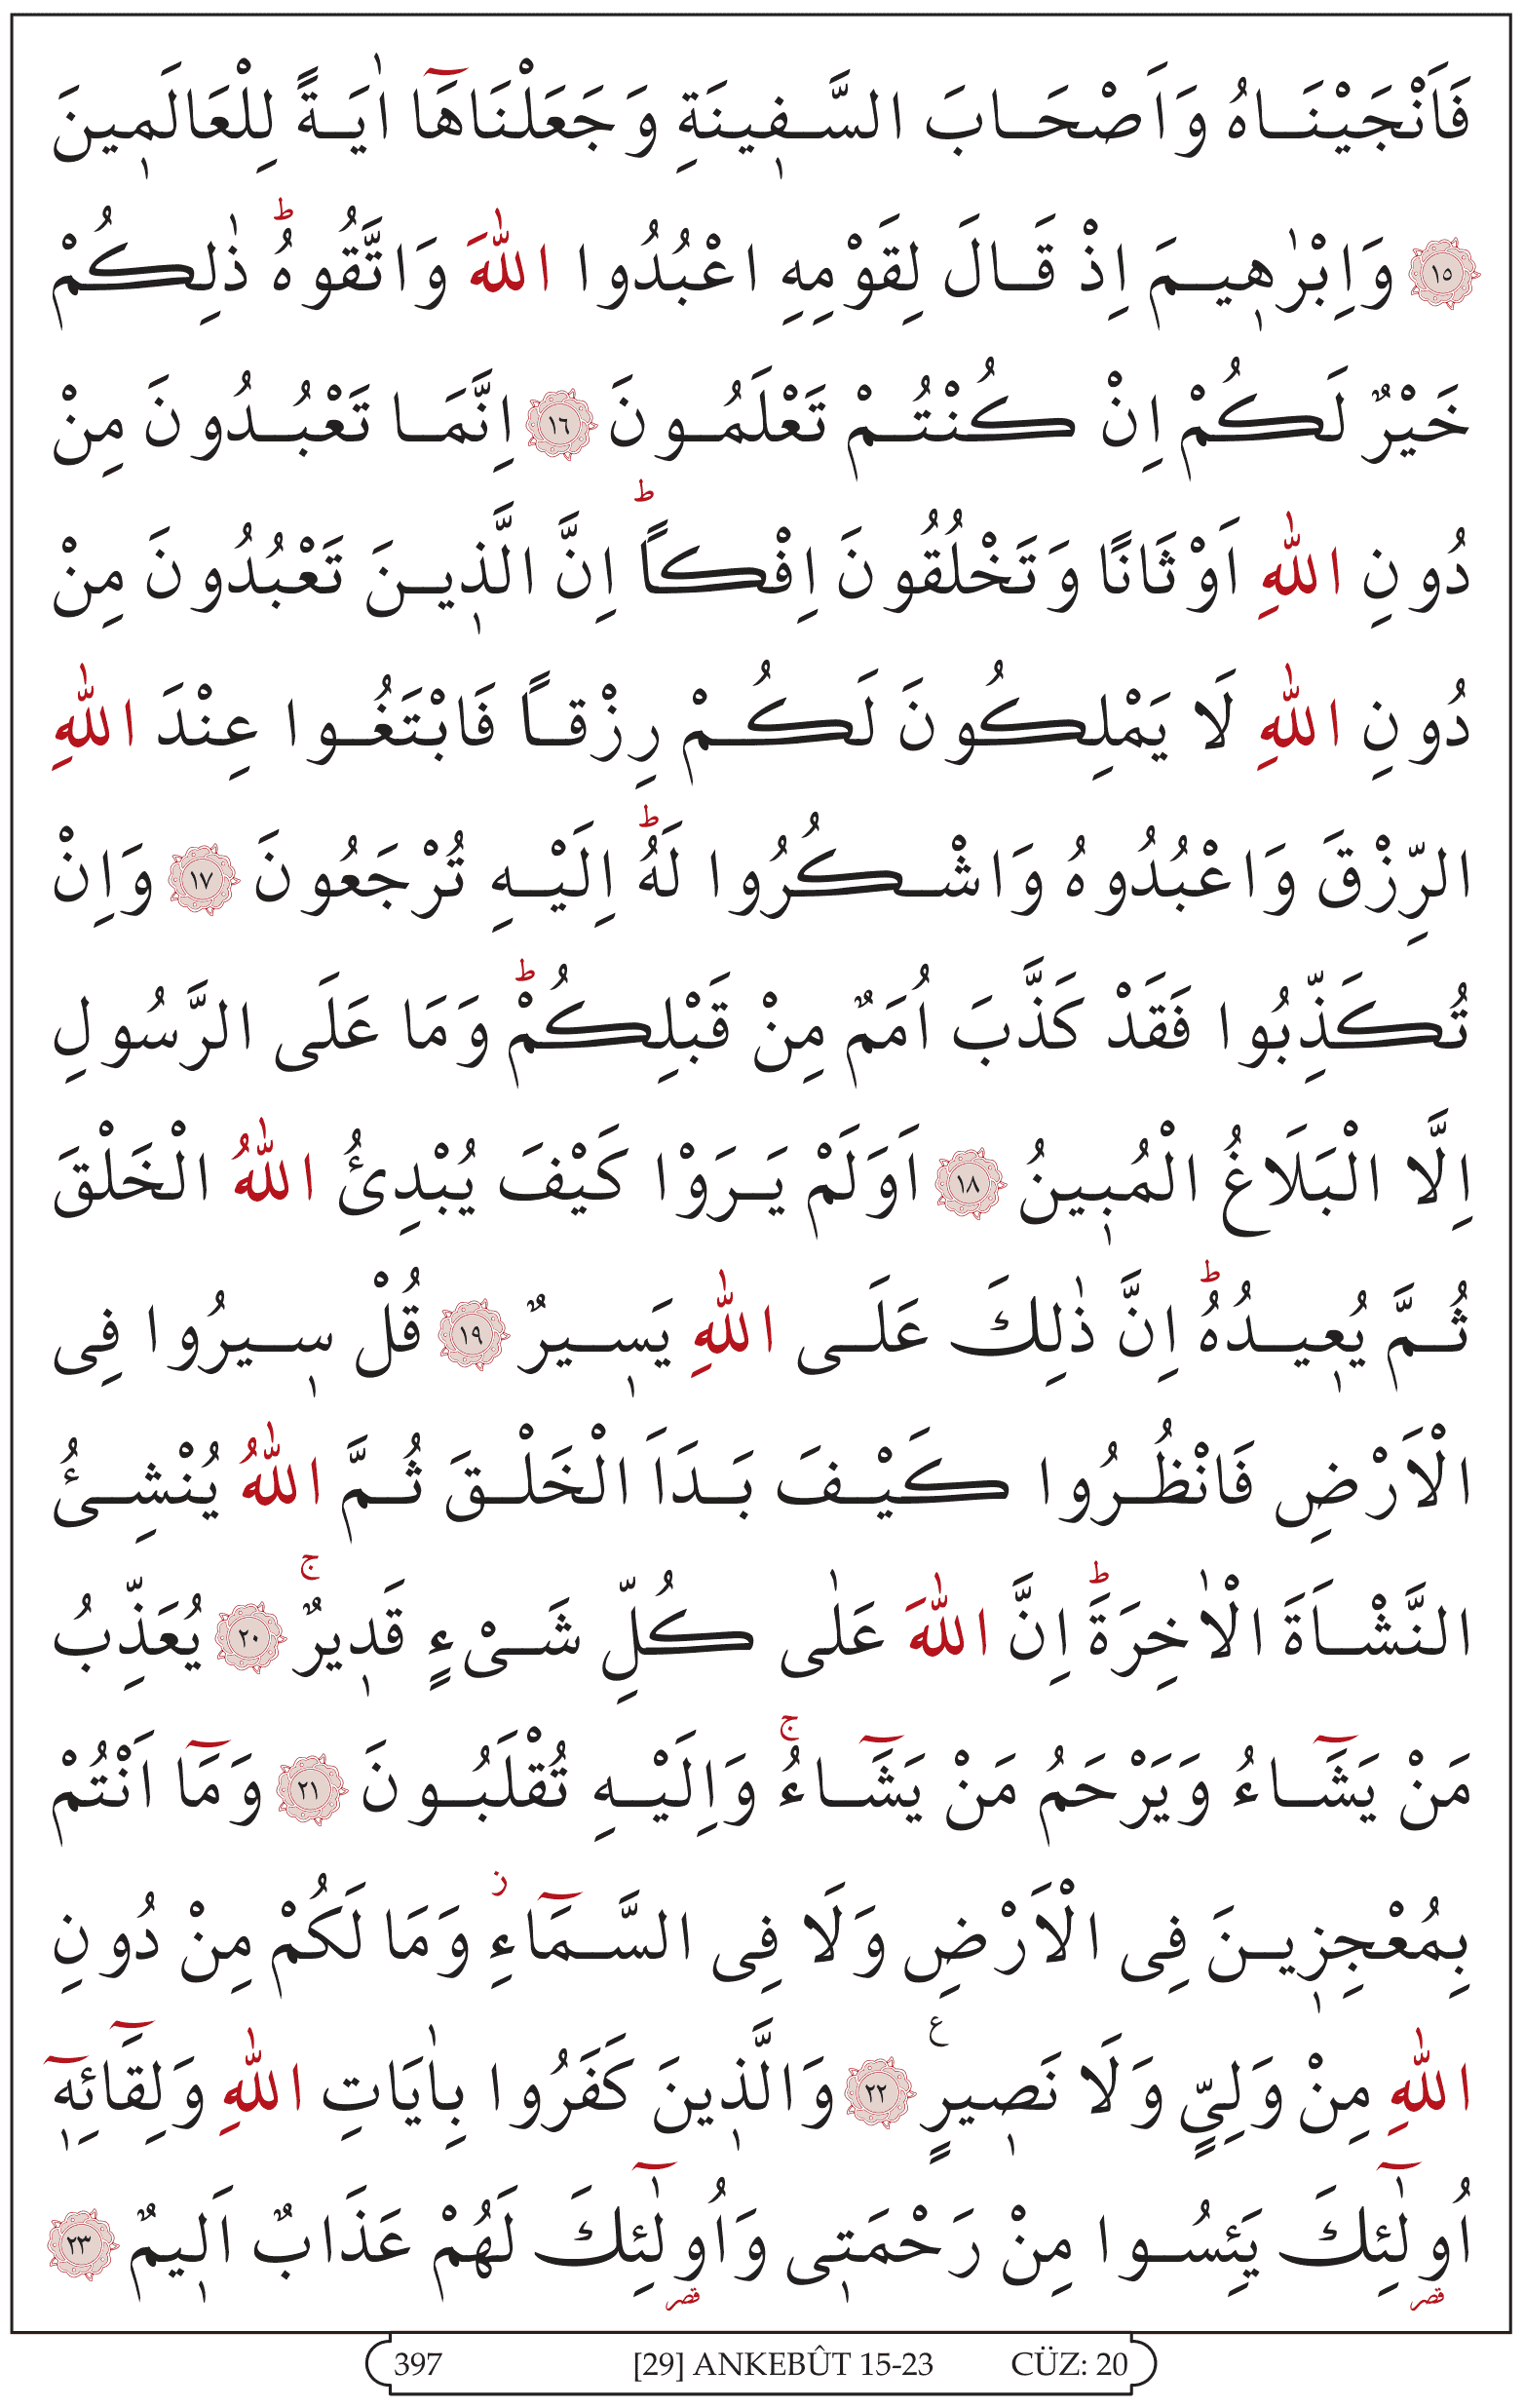 فَاَنْجَيْنَاهُ وَاَصْحَابَ السَّف۪ينَةِ وَجَعَلْنَاهَٓا اٰيَةً لِلْعَالَم۪ينَ
﴿١٥﴾ وَاِبْرٰه۪يمَ اِذْ قَالَ لِقَوْمِهِ اعْبُدُوا اللّٰهَ وَاتَّقُوهُۜ ذٰلِكُمْ
خَيْرٌ لَكُمْ اِنْ كُنْتُمْ تَعْلَمُونَ ﴿١٦﴾ اِنَّمَا تَعْبُدُونَ مِنْ
دُونِ اللّٰهِ اَوْثَانًا وَتَخْلُقُونَ اِفْكاًۜ اِنَّ الَّذ۪ينَ تَعْبُدُونَ مِنْ
دُونِ اللّٰهِ لَا يَمْلِكُونَ لَكُمْ رِزْقاً فَابْتَغُوا عِنْدَ اللّٰهِ
الرِّزْقَ وَاعْبُدُوهُ وَاشْكُرُوا لَهُۜ اِلَيْهِ تُرْجَعُونَ ﴿١٧﴾ وَاِنْ
تُكَذِّبُوا فَقَدْ كَذَّبَ اُمَمٌ مِنْ قَبْلِكُمْۜ وَمَا عَلَى الرَّسُولِ
اِلَّا الْبَلَاغُ الْمُب۪ينُ ﴿١٨﴾ اَوَلَمْ يَرَوْا كَيْفَ يُبْدِئُ اللّٰهُ الْخَلْقَ
ثُمَّ يُع۪يدُهُۜ اِنَّ ذٰلِكَ عَلَى اللّٰهِ يَس۪يرٌ ﴿١٩﴾ قُلْ س۪يرُوا فِى
الْاَرْضِ فَانْظُرُوا كَيْفَ بَدَاَ الْخَلْقَ ثُمَّ اللّٰهُ يُنْشِئُ
النَّشْاَةَ الْاٰخِرَةَۜ اِنَّ اللّٰهَ عَلٰى كُلِّ شَىْءٍ قَد۪يرٌۚ ﴿٢٠﴾ يُعَذِّبُ
مَنْ يَشَٓاءُ وَيَرْحَمُ مَنْ يَشَٓاءُۚ وَاِلَيْهِ تُقْلَبُونَ ﴿٢١﴾ وَمَٓا اَنْتُمْ
بِمُعْجِز۪ينَ فِى الْاَرْضِ وَلَا فِى السَّمَٓاءِۘ وَمَا لَكُمْ مِنْ دُونِ
اللّٰهِ مِنْ وَلِيٍّ وَلَا نَص۪يرٍ۟ ﴿٢٢﴾ وَالَّذ۪ينَ كَفَرُوا بِاٰيَاتِ اللّٰهِ وَلِقَٓائِه۪ٓ
اُو۬لٰٓئِكَ يَئِسُوا مِنْ رَحْمَت۪ى وَاُو۬لٰٓئِكَ لَهُمْ عَذَابٌ اَل۪يمٌ ﴿٢٣﴾
397 [29] ANKEBÛT 15-23 CÜZ: 20